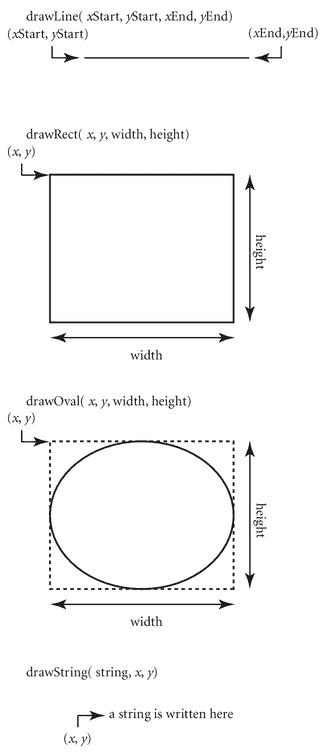 drawLine( xStart, yStart, xEnd, yEnd)
(xStart, yStart) (xEnd,yEnd)
drawRect( x, y, width, height)
(x, y)
height
width
drawOval( x, y, width, height)
(x, y)
height
width
drawString( string, x, y)
a string is written here
(x, y)